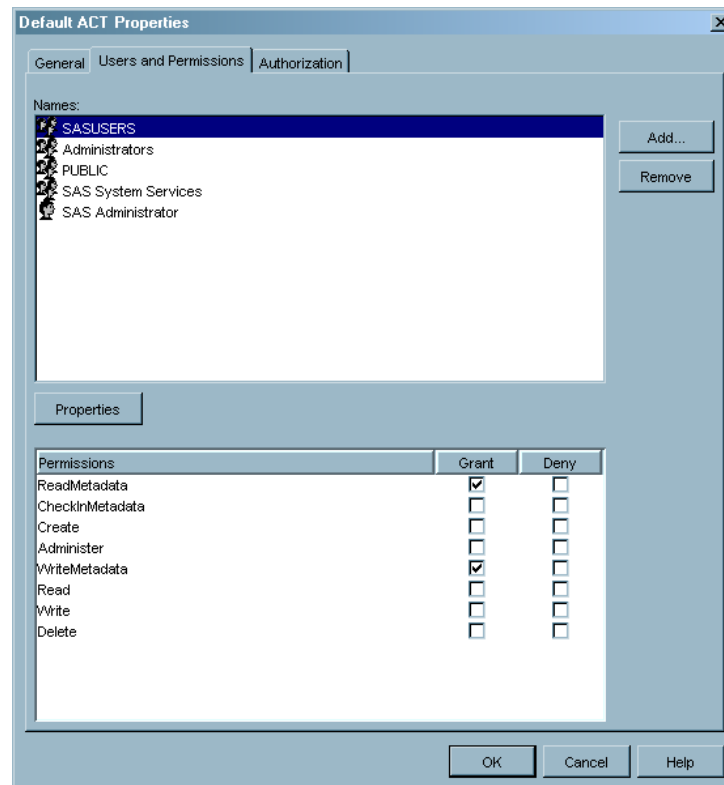 Default ACT Properties
General Users and Permissions Authorization
Names:
SASUSERS
Administrators
PUBLIC
SAS System Services
SAS Administrator
Add...
Remove
Properties
Permissions Grant Deny
ReadMetadata
CheckInMetadata
Create
Administer
WriteMetadata
Read
Write
Delete
OK Cancel Help